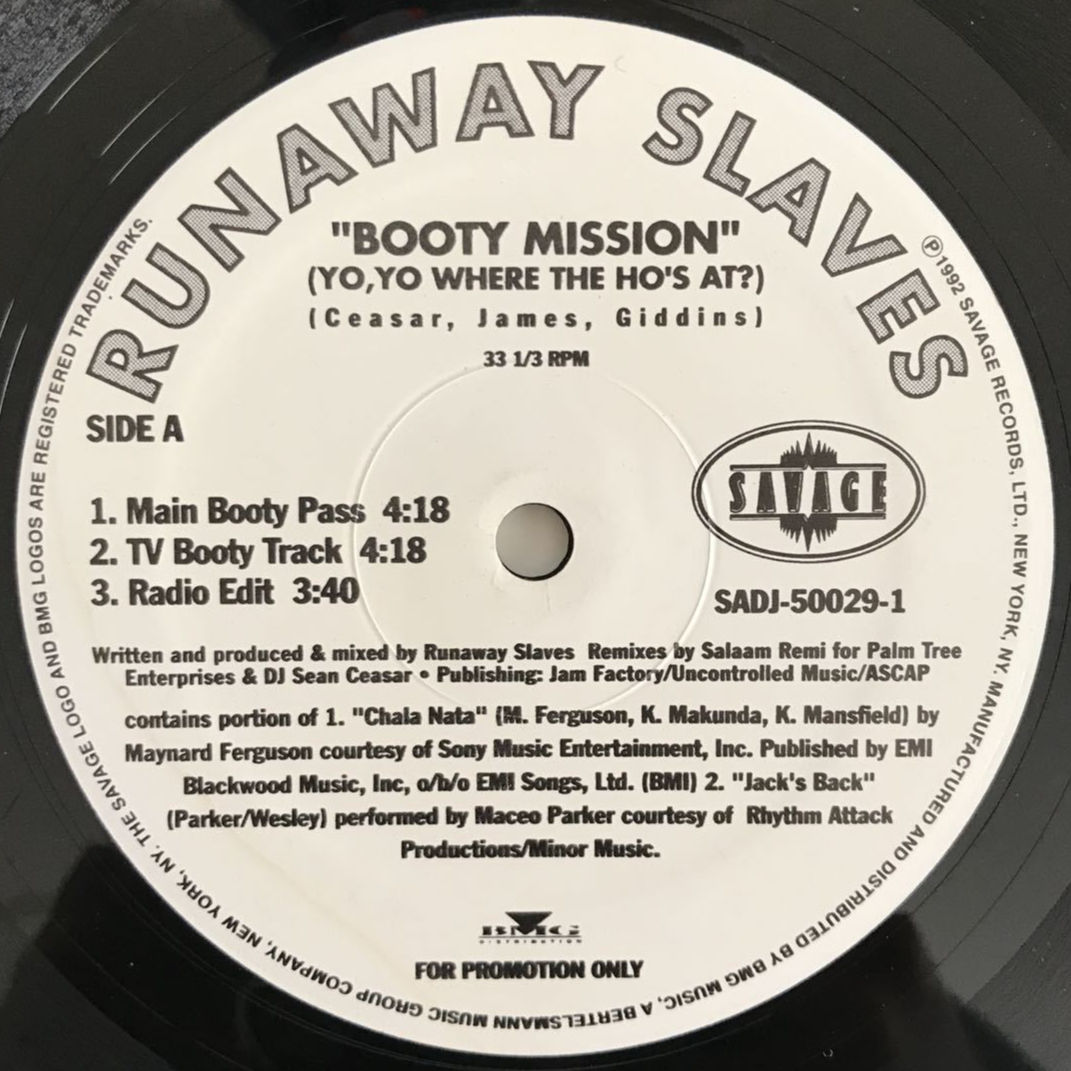 RUNAWAY SLAVES
"BOOTY MISSION"
(YO,YO WHERE THE HO'S AT?)
(Ceasar, James, Giddins)
33 1/3 RPM
SIDE A
SAVAGE
1. Main Booty Pass 4:18
2. TV Booty Track 4:18
3. Radio Edit 3:40
SADJ-50029-1
Written and produced & mixed by Runaway Slaves Remixes by Salaam Remi for Palm Tree
Enterprises & DJ Sean Ceasar • Publishing: Jam Factory/Uncontrolled Music/ASCAP
contains portion of 1. "Chala Nata" (M. Ferguson, K. Makunda, K. Mansfield) by
Maynard Ferguson courtesy of Sony Music Entertainment, Inc. Published by EMI
Blackwood Music, Inc, o/b/o EMI Songs, Ltd. (BMI) 2. "Jack's Back"
(Parker/Wesley) performed by Maceo Parker courtesy of Rhythm Attack
Productions/Minor Music.
BMG
DISTRIBUTION
FOR PROMOTION ONLY
℗1992 SAVAGE RECORDS, LTD., NEW YORK, NY. MANUFACTURED AND DISTRIBUTED BY BMG MUSIC, A BERTELSMANN MUSIC GROUP COMPANY, NEW YORK, NY. THE SAVAGE LOGO AND BMG LOGOS ARE REGISTERED TRADEMARKS.